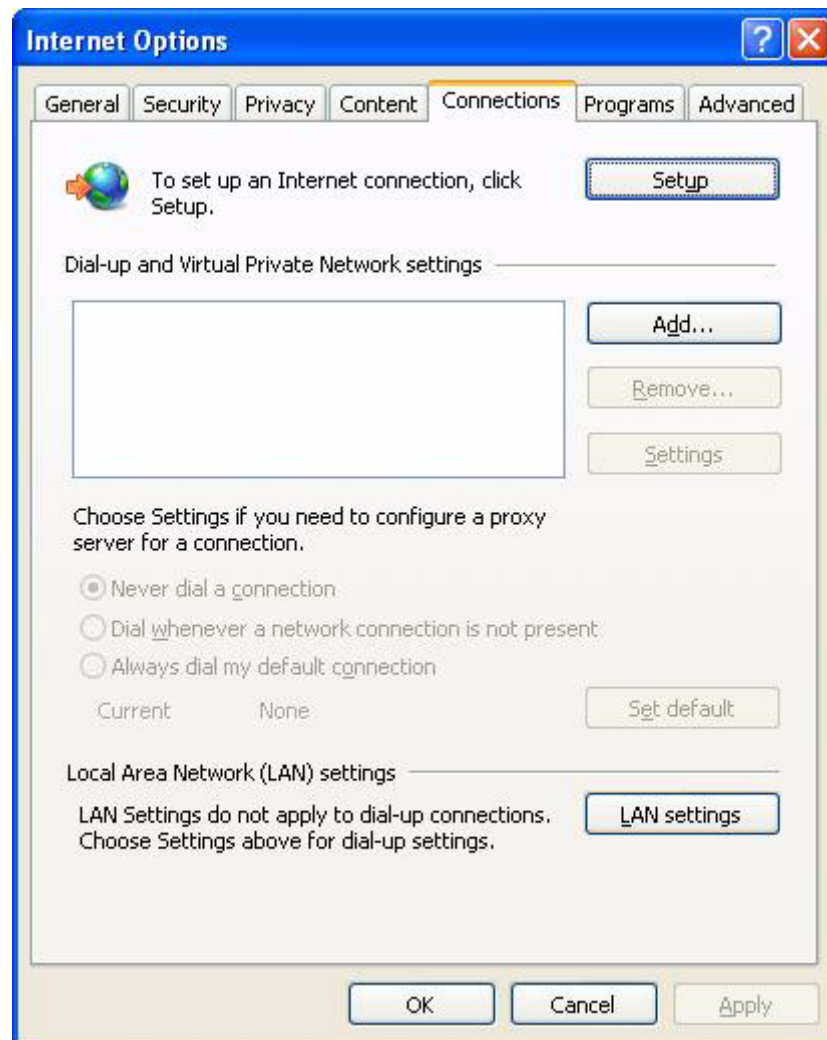 Internet Options
General Security Privacy Content Connections Programs Advanced
To set up an Internet connection, click
Setup.
Setup
Dial-up and Virtual Private Network settings
Add...
Remove...
Settings
Choose Settings if you need to configure a proxy
server for a connection.
Never dial a connection
Dial whenever a network connection is not present
Always dial my default connection
Current None
Set default
Local Area Network (LAN) settings
LAN Settings do not apply to dial-up connections.
Choose Settings above for dial-up settings.
LAN settings
OK Cancel Apply